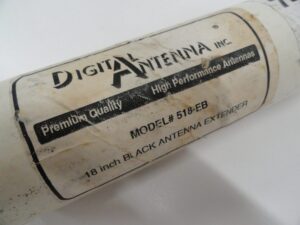 DIGITAL ANTENNA INC.
Premium Quality High Performance Antennas
MODEL# 518-EB
18 inch BLACK ANTENNA EXTENDER